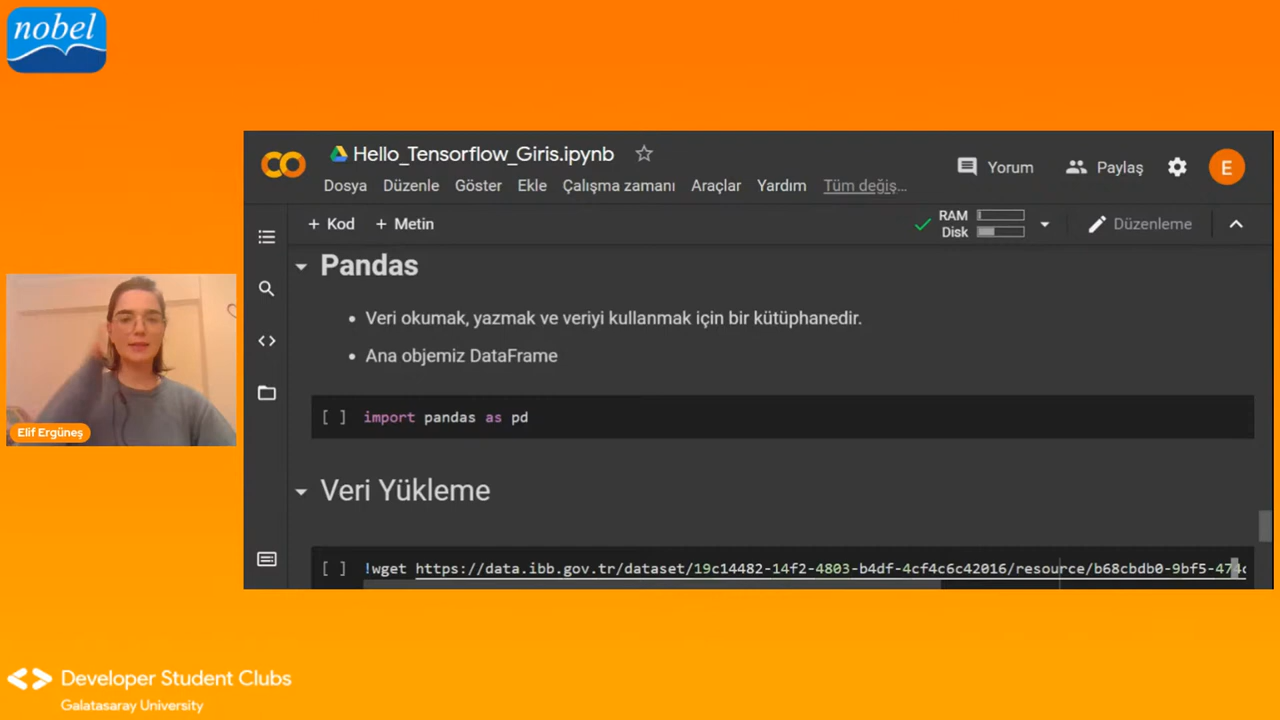 nobel
Hello_Tensorflow_Giris.ipynb
Yorum
Paylaş
E
Dosya Düzenle Göster Ekle Çalışma zamanı Araçlar Yardım Tüm değiş...
+ Kod + Metin
RAM
Disk
Düzenleme
Pandas
• Veri okumak, yazmak ve veriyi kullanmak için bir kütüphanedir.
• Ana objemiz DataFrame
[ ] import pandas as pd
Elif Ergüneş
Veri Yükleme
[ ] !wget https://data.ibb.gov.tr/dataset/19c14482-14f2-4803-b4df-4cf4c6c42016/resource/b68cbdb0-9bf5-474c
Developer Student Clubs
Galatasaray University